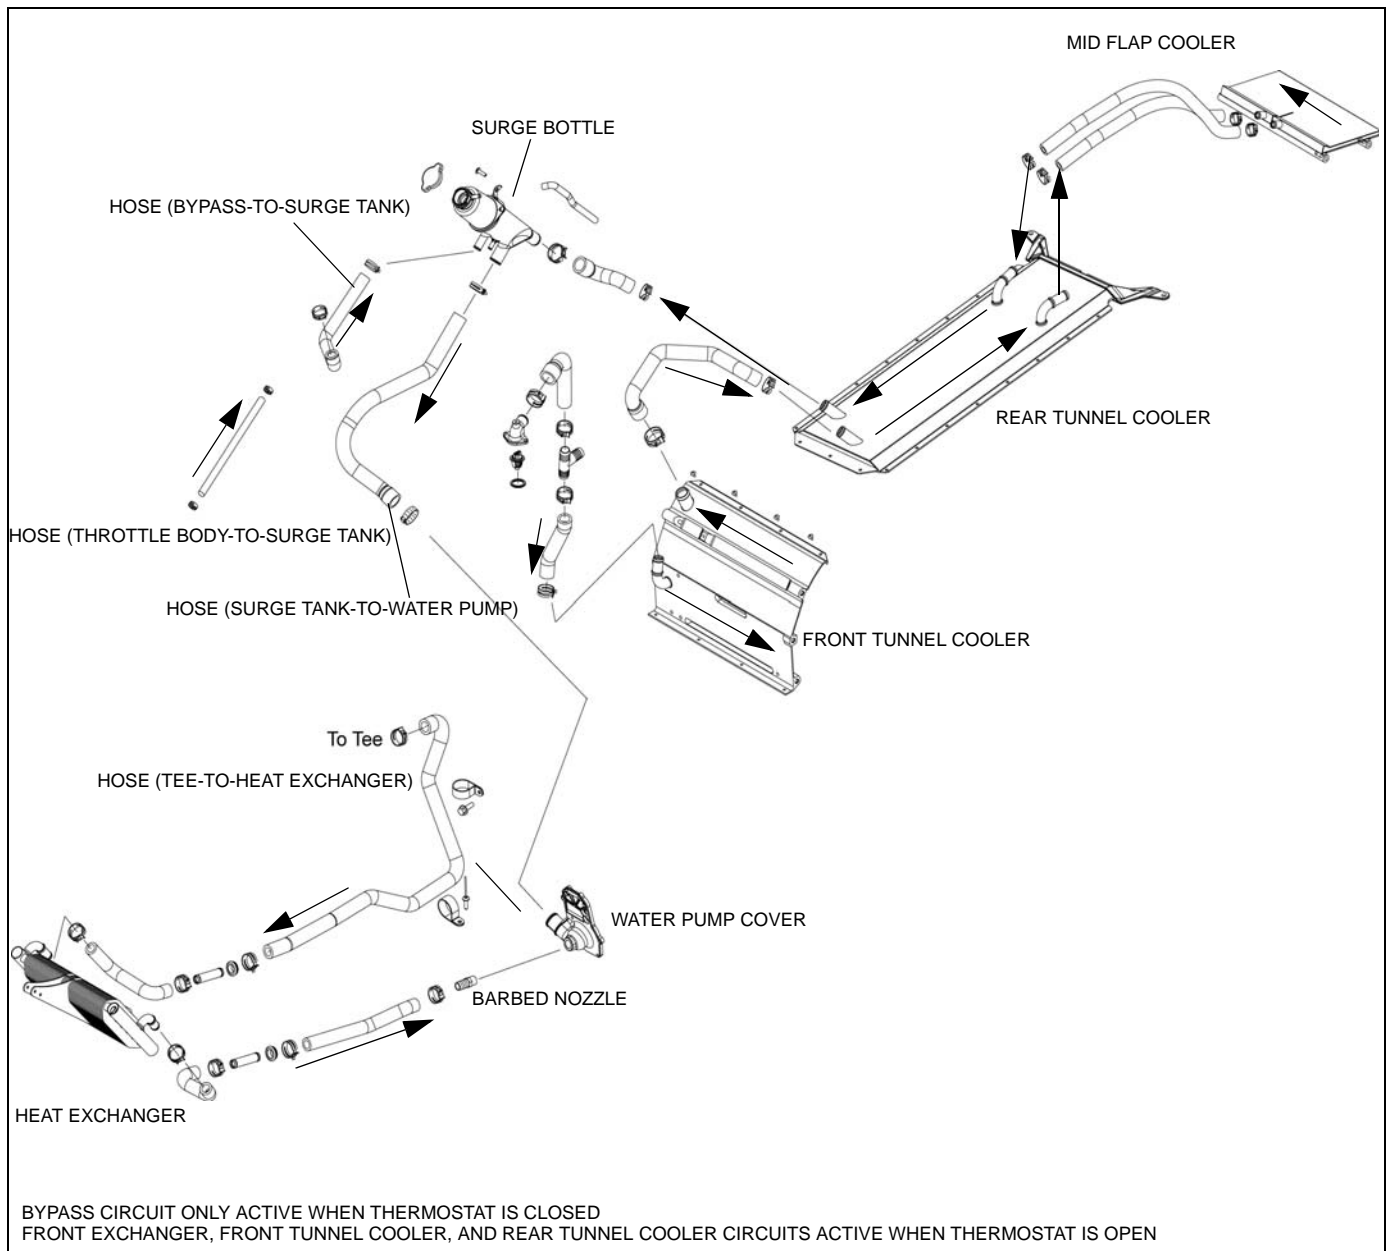 MID FLAP COOLER
SURGE BOTTLE
HOSE (BYPASS-TO-SURGE TANK)
REAR TUNNEL COOLER
HOSE (THROTTLE BODY-TO-SURGE TANK)
HOSE (SURGE TANK-TO-WATER PUMP)
FRONT TUNNEL COOLER
To Tee
HOSE (TEE-TO-HEAT EXCHANGER)
WATER PUMP COVER
BARBED NOZZLE
HEAT EXCHANGER
BYPASS CIRCUIT ONLY ACTIVE WHEN THERMOSTAT IS CLOSED
FRONT EXCHANGER, FRONT TUNNEL COOLER, AND REAR TUNNEL COOLER CIRCUITS ACTIVE WHEN THERMOSTAT IS OPEN